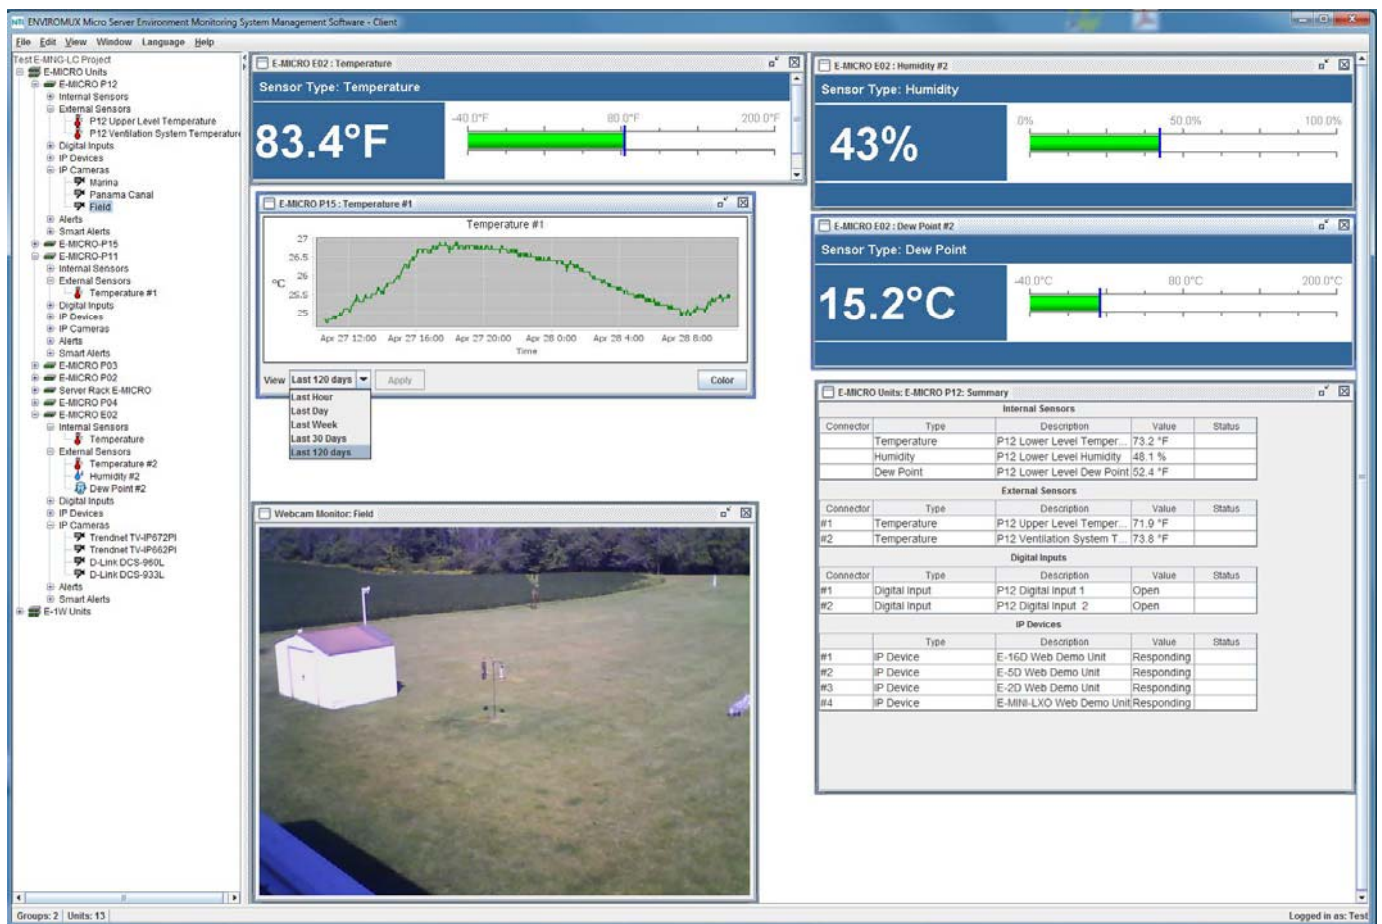 NTI ENVIROMUX Micro Server Environment Monitoring System Management Software - Client
File Edit View Window Language Help
Test E-MNG-LC Project
E-MICRO Units
E-MICRO P12
Internal Sensors
External Sensors
P12 Upper Level Temperature
P12 Ventilation System Temperature
Digital Inputs
IP Devices
IP Cameras
Marina
Panama Canal
Field
Alerts
Smart Alerts
E-MICRO-P15
E-MICRO-P11
Internal Sensors
External Sensors
Temperature #1
Digital Inputs
IP Devices
IP Cameras
Alerts
Smart Alerts
E-MICRO P03
E-MICRO P02
Server Rack E-MICRO
E-MICRO P04
E-MICRO E02
Internal Sensors
Temperature
External Sensors
Temperature #2
Humidity #2
Dew Point #2
Digital Inputs
IP Devices
IP Cameras
Trendnet TV-IP672PI
Trendnet TV-IP662PI
D-Link DCS-960L
D-Link DCS-933L
Alerts
Smart Alerts
E-1W Units
E-MICRO E02 : Temperature
Sensor Type: Temperature
83.4°F
-40.0°F 80.0°F 200.0°F
E-MICRO P15 : Temperature #1
Temperature #1
27
26.5
26
25.5
25
°C
Apr 27 12:00 Apr 27 16:00 Apr 27 20:00 Apr 28 0:00 Apr 28 4:00 Apr 28 8:00
Time
View Last 120 days Apply Color
Last Hour
Last Day
Last Week
Last 30 Days
Last 120 days
Webcam Monitor: Field
E-MICRO E02 : Humidity #2
Sensor Type: Humidity
43%
0% 50.0% 100.0%
E-MICRO E02 : Dew Point #2
Sensor Type: Dew Point
15.2°C
-40.0°C 80.0°C 200.0°C
E-MICRO Units: E-MICRO P12: Summary
Internal Sensors
Connector Type Description Value Status
Temperature P12 Lower Level Temper... 73.2 °F
Humidity P12 Lower Level Humidity 48.1 %
Dew Point P12 Lower Level Dew Point 52.4 °F
External Sensors
Connector Type Description Value Status
#1 Temperature P12 Upper Level Temper... 71.9 °F
#2 Temperature P12 Ventilation System T... 73.8 °F
Digital Inputs
Connector Type Description Value Status
#1 Digital Input P12 Digital Input 1 Open
#2 Digital Input P12 Digital Input 2 Open
IP Devices
Type Description Value Status
#1 IP Device E-16D Web Demo Unit Responding
#2 IP Device E-5D Web Demo Unit Responding
#3 IP Device E-2D Web Demo Unit Responding
#4 IP Device E-MINI-LXO Web Demo Unit Responding
Groups: 2 Units: 13
Logged in as: Test